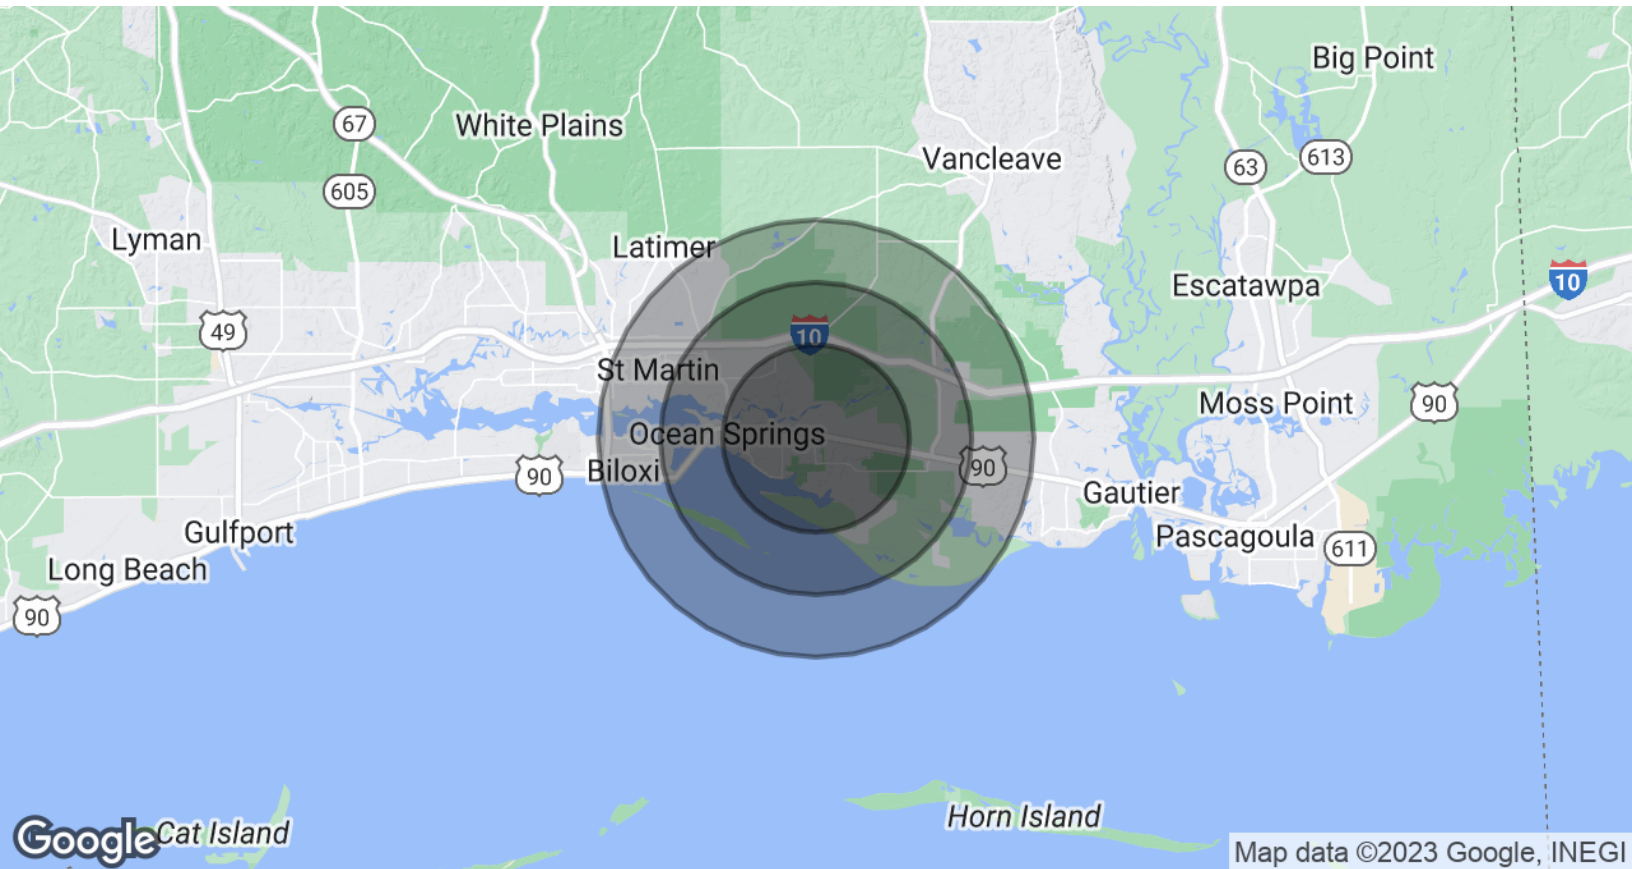 Big Point
67
White Plains
Vancleave
613
63
605
Lyman
Latimer
10
Escatawpa
49
10
St Martin
Moss Point
90
Ocean Springs
Biloxi
90
90
Gautier
Gulfport
Pascagoula
611
Long Beach
90
Horn Island
Google
Cat Island
Map data ©2023 Google, INEGI